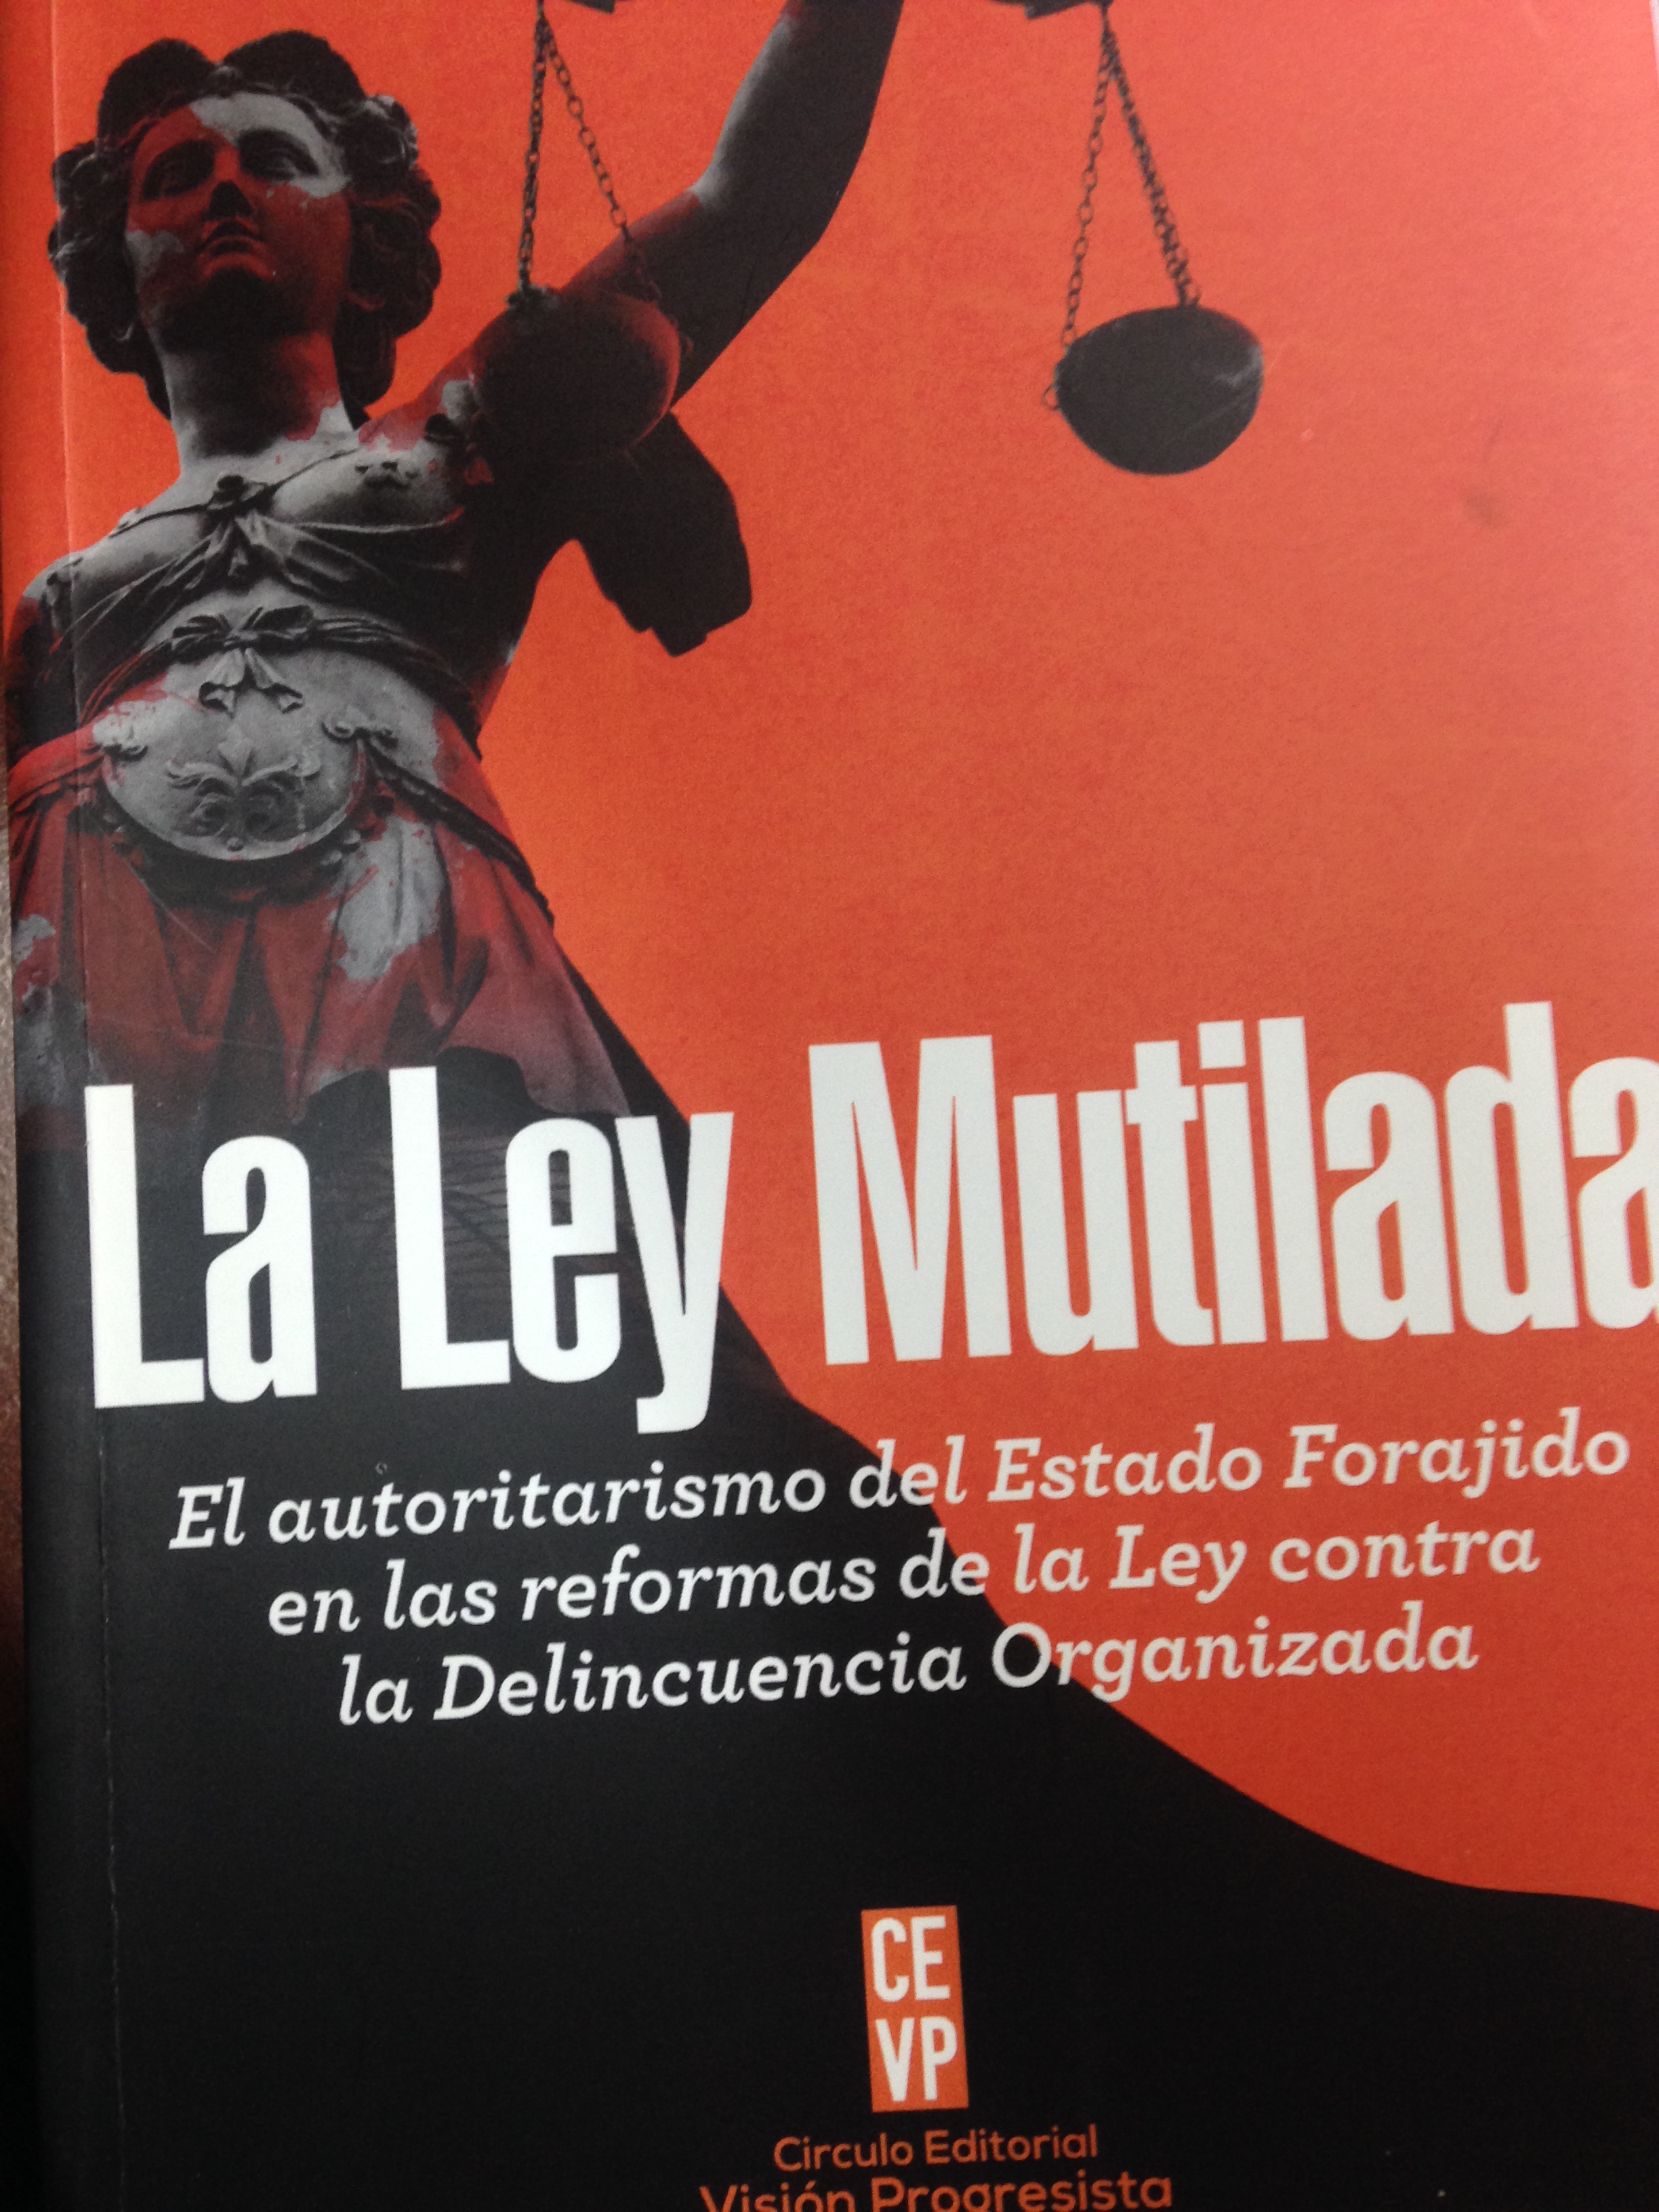 La Ley Mutilada
El autoritarismo del Estado Forajido
en las reformas de la Ley contra
la Delincuencia Organizada
CE
VP
Circulo Editorial
Visión Progresista